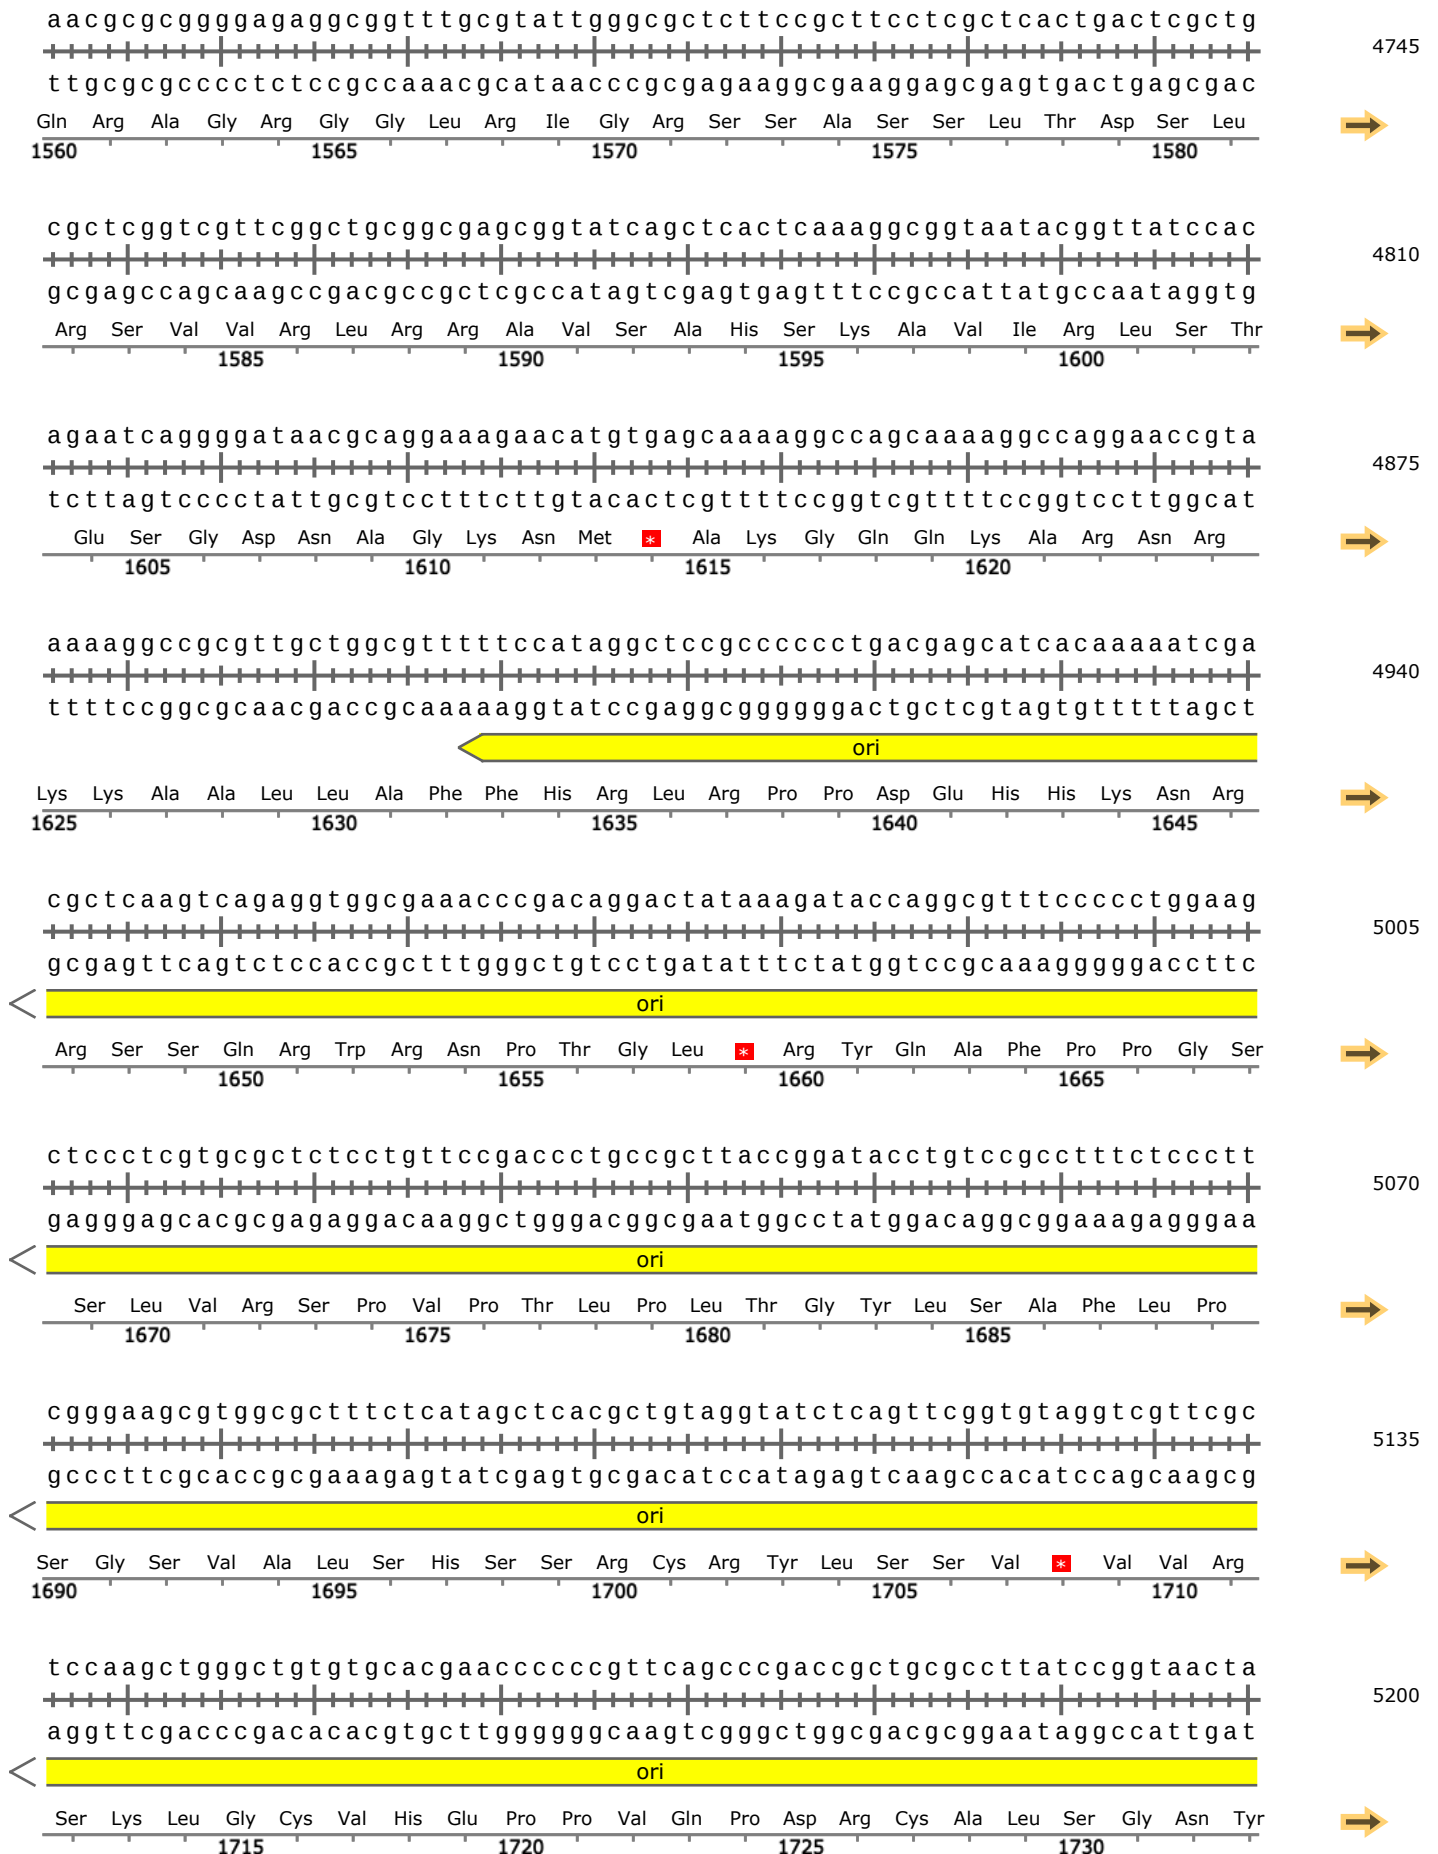 aacgcgcggggagaggcggtttgcgtattgggcgctcttccgcttcctcgctcactgactcgctg
4745
ttgcgcgcccctctccgccaaacgcataacccgcgagaaggcgaaggagcgagtgactgagcgac
Gln Arg Ala Gly Arg Gly Gly Leu Arg Ile Gly Arg Ser Ser Ala Ser Ser Leu Thr Asp Ser Leu
1560 1565 1570 1575 1580
cgctcggtcgttcggctgcggcgagcggtatcagctcactcaaaggcggtaatacggttatccac
4810
gcgagccagcaagccgacgccgctcgccatagtcgagtgagtttccgccattatgccaataggtg
Arg Ser Val Val Arg Leu Arg Arg Ala Val Ser Ala His Ser Lys Ala Val Ile Arg Leu Ser Thr
1585 1590 1595 1600
agaatcaggggataacgcaggaaagaacatgtgagcaaaaggccagcaaaaggccaggaaccgta
4875
tcttagtcccctattgcgtcctttcttgtacactcgttttccggtcgttttccggtccttggcat
Glu Ser Gly Asp Asn Ala Gly Lys Asn Met * Ala Lys Gly Gln Gln Lys Ala Arg Asn Arg
1605 1610 1615 1620
aaaaggccgcgttgctggcgtttttccataggctccgcccccctgacgagcatcacaaaaatcga
4940
ttttccggcgcaacgaccgcaaaaaggtatccgaggcggggggactgctcgtagtgtttttagct
ori
Lys Lys Ala Ala Leu Leu Ala Phe Phe His Arg Leu Arg Pro Pro Asp Glu His His Lys Asn Arg
1625 1630 1635 1640 1645
cgctcaagtcagaggtggcgaaacccgacaggactataaagataccaggcgtttccccctggaag
5005
gcgagttcagtctccaccgctttgggctgtcctgatatttctatggtccgcaaagggggaccttc
ori
Arg Ser Ser Gln Arg Trp Arg Asn Pro Thr Gly Leu * Arg Tyr Gln Ala Phe Pro Pro Gly Ser
1650 1655 1660 1665
ctccctcgtgcgctctcctgttccgaccctgccgcttaccggatacctgtccgcctttctccctt
5070
gagggagcacgcgagaggacaaggctgggacggcgaatggcctatggacaggcggaaagagggaa
ori
Ser Leu Val Arg Ser Pro Val Pro Thr Leu Pro Leu Thr Gly Tyr Leu Ser Ala Phe Leu Pro
1670 1675 1680 1685
cgggaagcgtggcgctttctcatagctcacgctgtaggtatctcagttcggtgtaggtcgttcgc
5135
gcccttcgcaccgcgaaagagtatcgagtgcgacatccatagagtcaagccacatccagcaagcg
ori
Ser Gly Ser Val Ala Leu Ser His Ser Ser Arg Cys Arg Tyr Leu Ser Ser Val * Val Val Arg
1690 1695 1700 1705 1710
tccaagctgggctgtgtgcacgaaccccccgttcagcccgaccgctgcgccttatccggtaacta
5200
aggttcgacccgacacacgtgcttggggggcaagtcgggctggcgacgcggaataggccattgat
ori
Ser Lys Leu Gly Cys Val His Glu Pro Pro Val Gln Pro Asp Arg Cys Ala Leu Ser Gly Asn Tyr
1715 1720 1725 1730